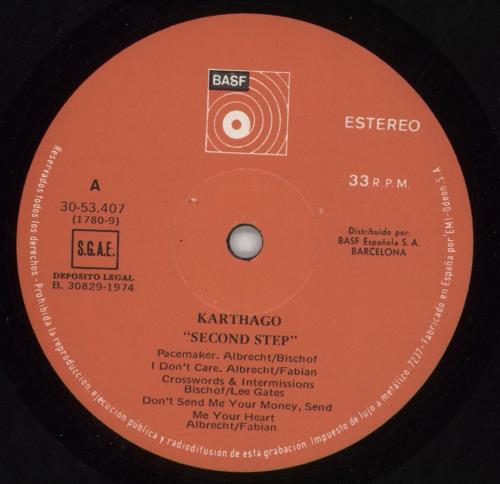 BASF
ESTEREO
A
30-53.407
(1780-9)
33 R.P.M.
S.G.A.E.
DEPOSITO LEGAL
B. 30829-1974
Distribuido por:
BASF Española S. A.
BARCELONA
KARTHAGO
"SECOND STEP"
Pacemaker. Albrecht/Bischof
I Don't Care. Albrecht/Fabian
Crosswords & Intermissions
Bischof/Lee Gates
Don't Send Me Your Money, Send
Me Your Heart
Albrecht/Fabian
Reservados todos los derechos - Prohibida la reproducción, ejecución pública y radiodifusión de esta grabación. Impuesto de lujo a metálico 7237 - Fabricado en España por EMI-Odeon S A